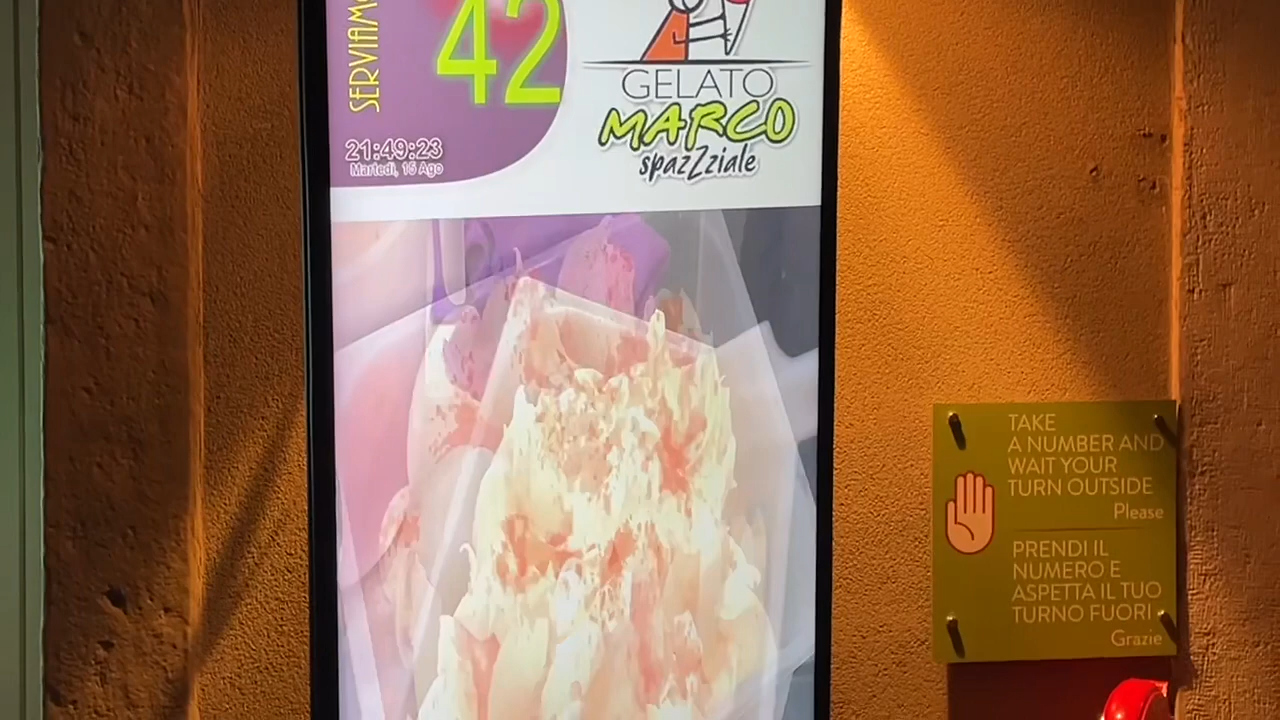 42
21:49:23
Martedì, 15 Ago
GELATO
MARCO
spazZziale
TAKE
A NUMBER AND
WAIT YOUR
TURN OUTSIDE
Please
PRENDI IL
NUMERO E
ASPETTA IL TUO
TURNO FUORI
Grazie